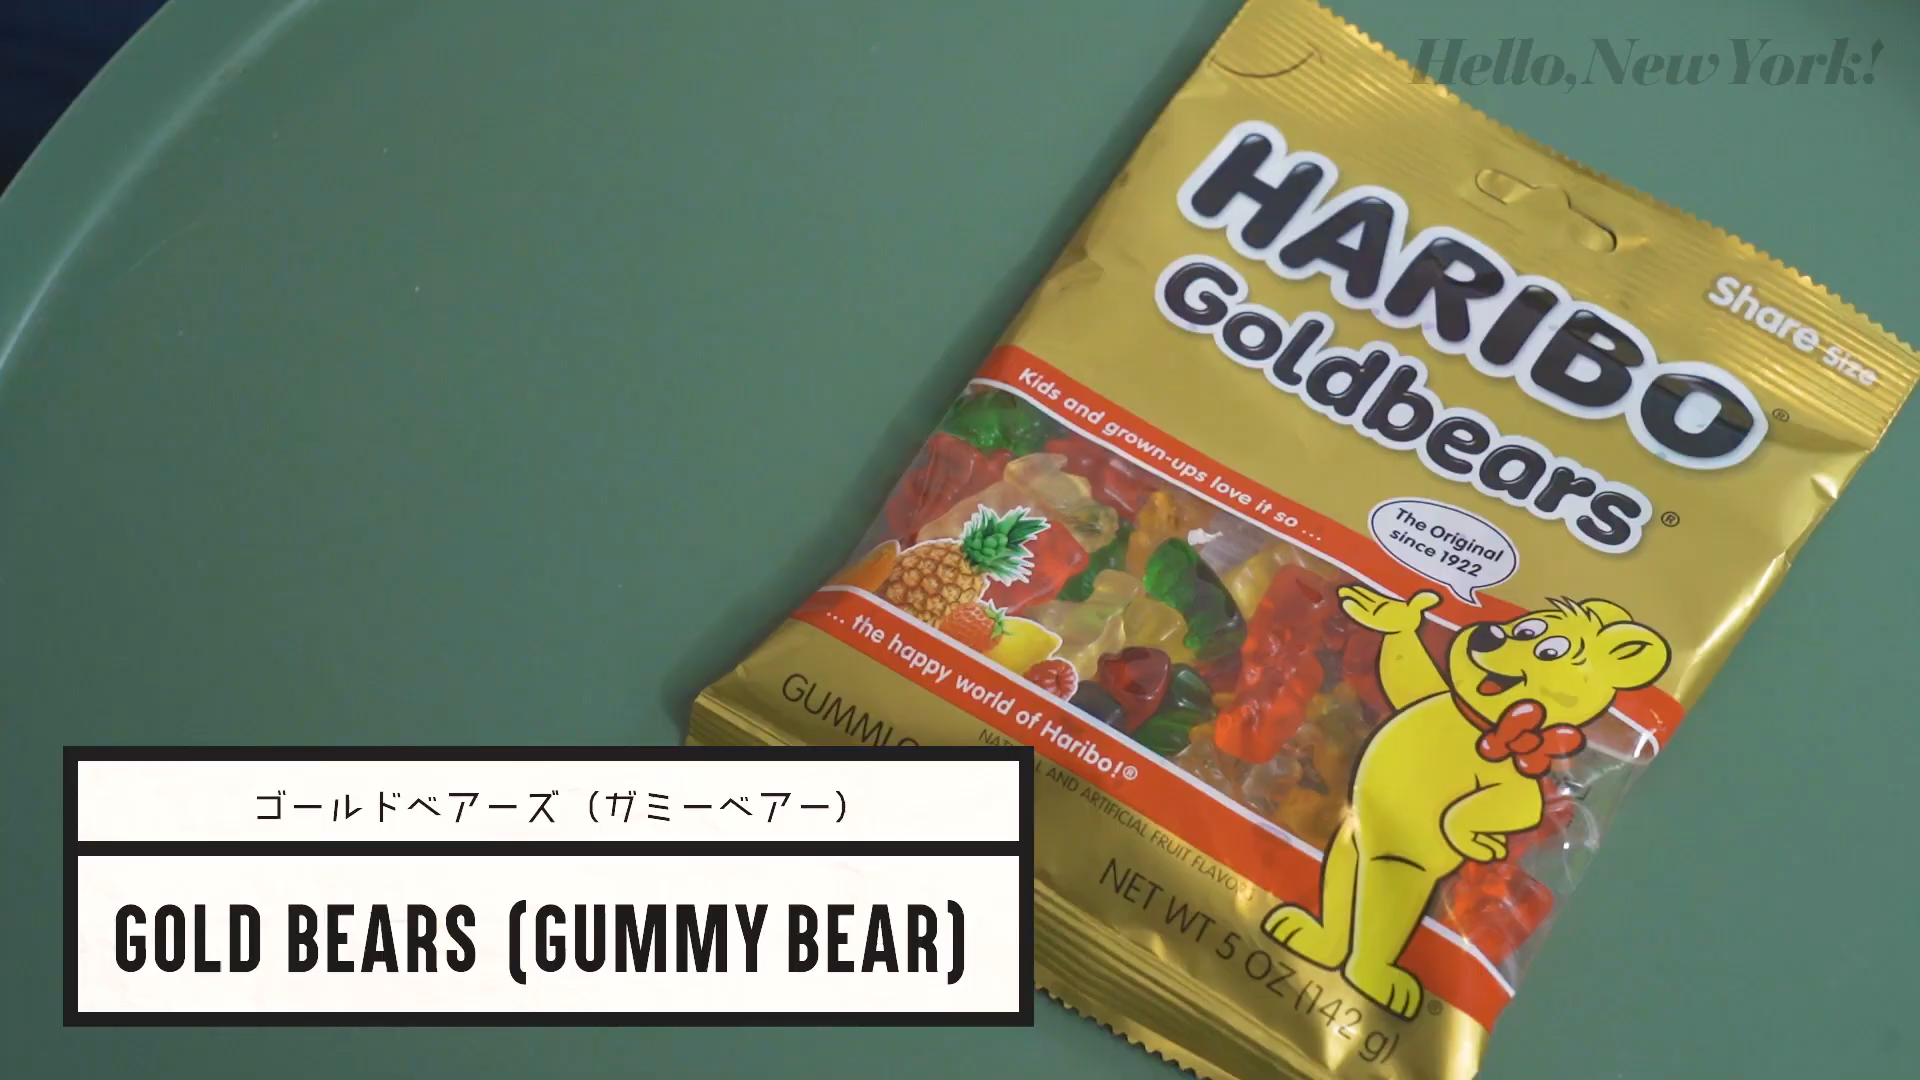 Hello, New York!
HARIBO
Goldbears®
Share Size
Kids and grown-ups love it so ...
The Original
since 1922
... the happy world of Haribo!®
L AND ARTIFICIAL FRUIT FLAVORS
NET WT 5 OZ (142 g)
ゴールドベアーズ（ガミーベアー）
GOLD BEARS (GUMMY BEAR)